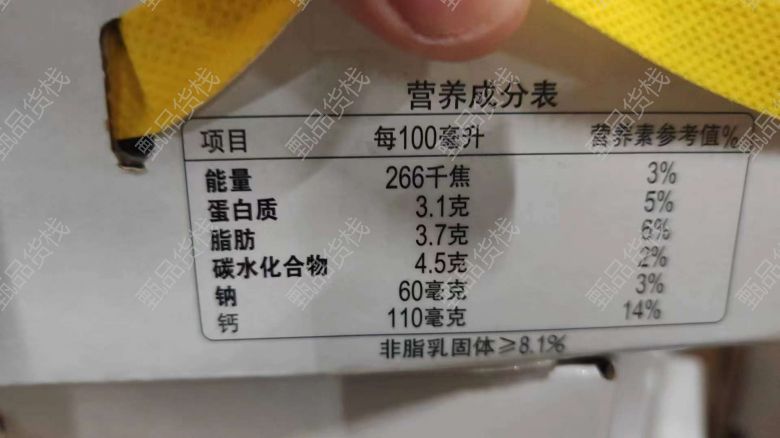 营养成分表
项目 每100毫升 营养素参考值%
能量 266千焦 3%
蛋白质 3.1克 5%
脂肪 3.7克 6%
碳水化合物 4.5克 2%
钠 60毫克 3%
钙 110毫克 14%
非脂乳固体≥8.1%
甄品货栈